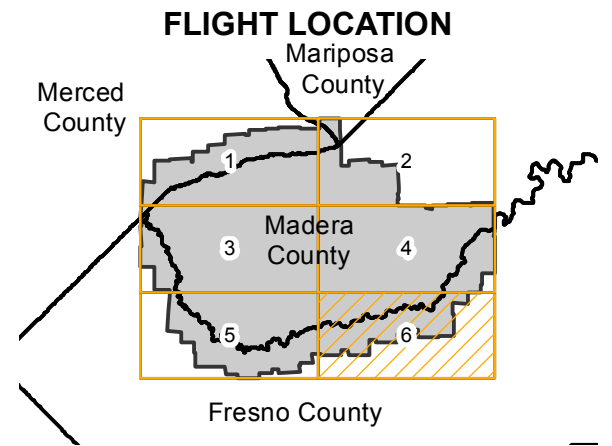 FLIGHT LOCATION
Mariposa
County
Merced
County
1
2
Madera
County
3
4
5
6
Fresno County